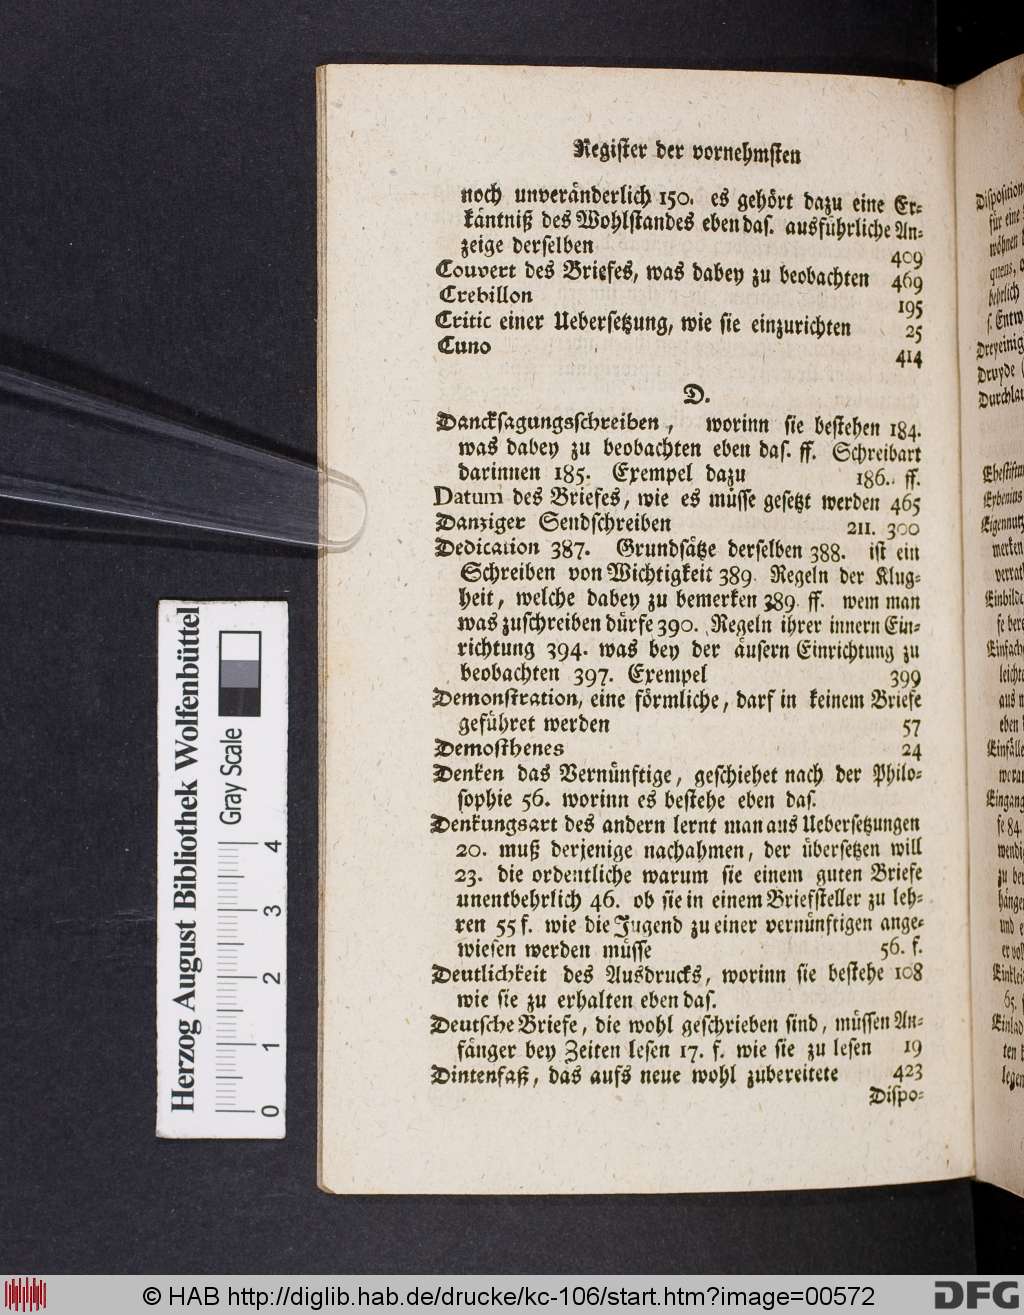 Register der vornehmsten
noch unveränderlich 150. es gehört dazu eine Er-
käntniß des Wohlstandes eben das. ausführliche An-
zeige derselben 409
Couvert des Briefes, was dabey zu beobachten 469
Crebillon 195
Critic einer Uebersetzung, wie sie einzurichten 25
Cuno 414
D.
Dancksagungsschreiben, worinn sie bestehen 184.
was dabey zu beobachten eben das. ff. Schreibart
darinnen 185. Exempel dazu 186. ff.
Datum des Briefes, wie es müsse gesetzt werden 465
Danziger Sendschreiben 211. 300
Dedication 387. Grundsätze derselben 388. ist ein
Schreiben von Wichtigkeit 389. Regeln der Klug-
heit, welche dabey zu bemerken 389. ff. wem man
was zuschreiben dürfe 390. Regeln ihrer innern Ein-
richtung 394. was bey der äusern Einrichtung zu
beobachten 397. Exempel 399
Demonstration, eine förmliche, darf in keinem Briefe
geführet werden 57
Demosthenes 24
Denken das Vernünftige, geschiehet nach der Philo-
sophie 56. worinn es bestehe eben das.
Denkungsart des andern lernt man aus Uebersetzungen
20. muß derjenige nachahmen, der übersetzen will
23. die ordentliche warum sie einem guten Briefe
unentbehrlich 46. ob sie in einem Briefsteller zu leh-
ren 55 f. wie die Jugend zu einer vernünftigen ange-
wiesen werden müsse 56. f.
Deutlichkeit des Ausdrucks, worinn sie bestehe 108
wie sie zu erhalten eben das.
Deutsche Briefe, die wohl geschrieben sind, müssen An-
fänger bey Zeiten lesen 17. f. wie sie zu lesen 19
Dintenfaß, das aufs neue wohl zubereitete 423
Dispo-
Herzog August Bibliothek Wolfenbüttel
Gray Scale
0 1 2 3 4
© HAB http://diglib.hab.de/drucke/kc-106/start.htm?image=00572
DFG